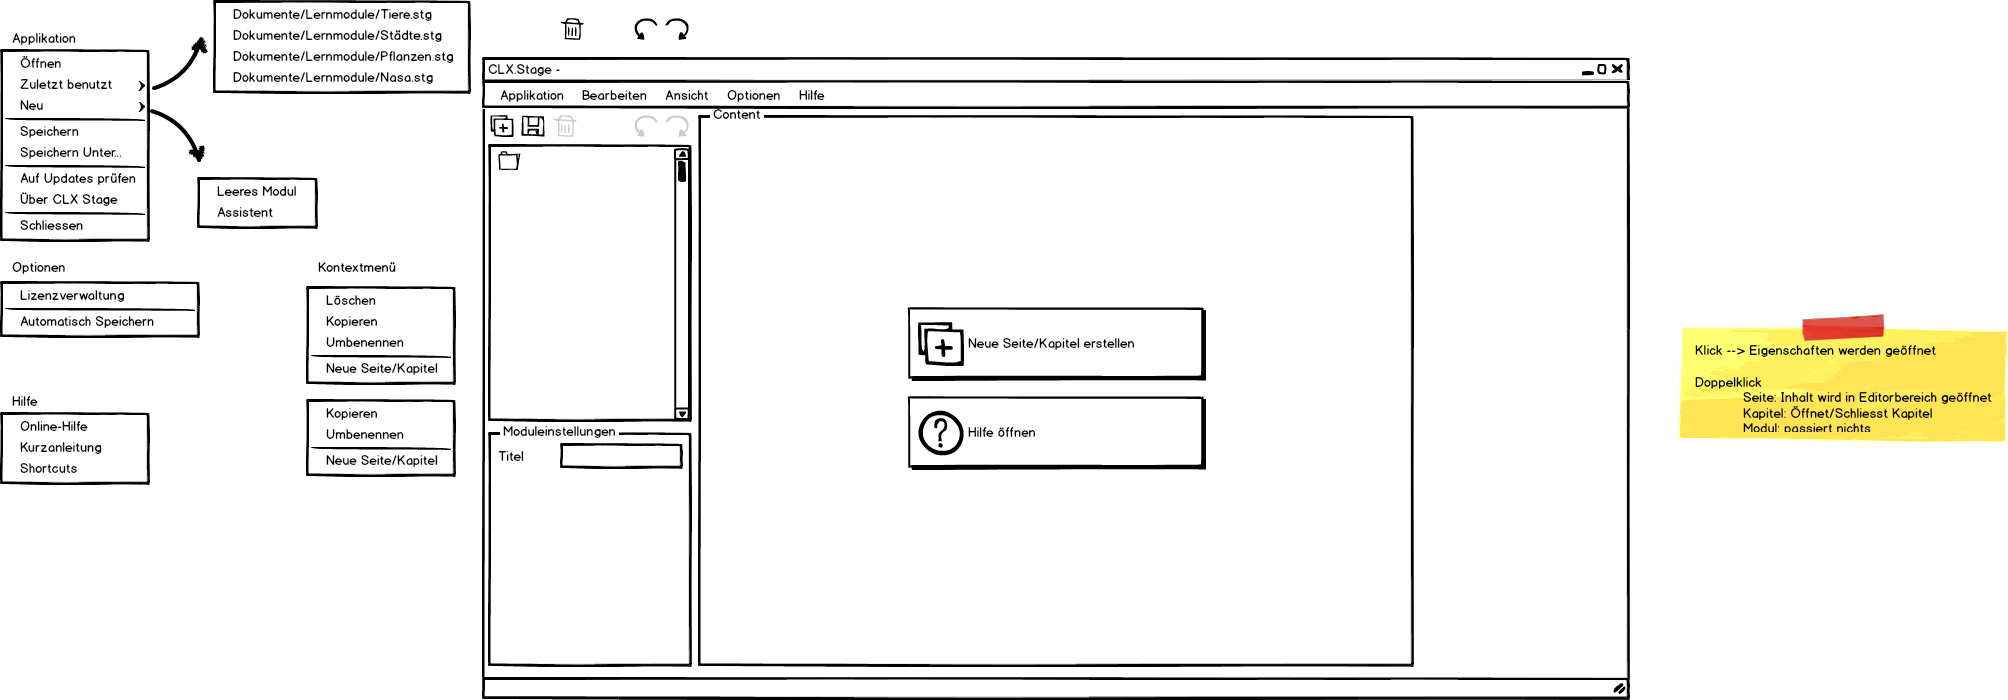 Applikation
Öffnen
Zuletzt benutzt
Neu
Speichern
Speichern Unter...
Auf Updates prüfen
Über CLX Stage
Schliessen
Dokumente/Lernmodule/Tiere.stg
Dokumente/Lernmodule/Städte.stg
Dokumente/Lernmodule/Pflanzen.stg
Dokumente/Lernmodule/Nasa.stg
Leeres Modul
Assistent
Optionen
Lizenzverwaltung
Automatisch Speichern
Kontextmenü
Löschen
Kopieren
Umbenennen
Neue Seite/Kapitel
Kopieren
Umbenennen
Neue Seite/Kapitel
Hilfe
Online-Hilfe
Kurzanleitung
Shortcuts
CLX.Stage -
Applikation Bearbeiten Ansicht Optionen Hilfe
Content
Moduleinstellungen
Titel
Neue Seite/Kapitel erstellen
Hilfe öffnen
Klick --> Eigenschaften werden geöffnet
Doppelklick
Seite: Inhalt wird in Editorbereich geöffnet
Kapitel: Öffnet/Schliesst Kapitel
Modul: passiert nichts